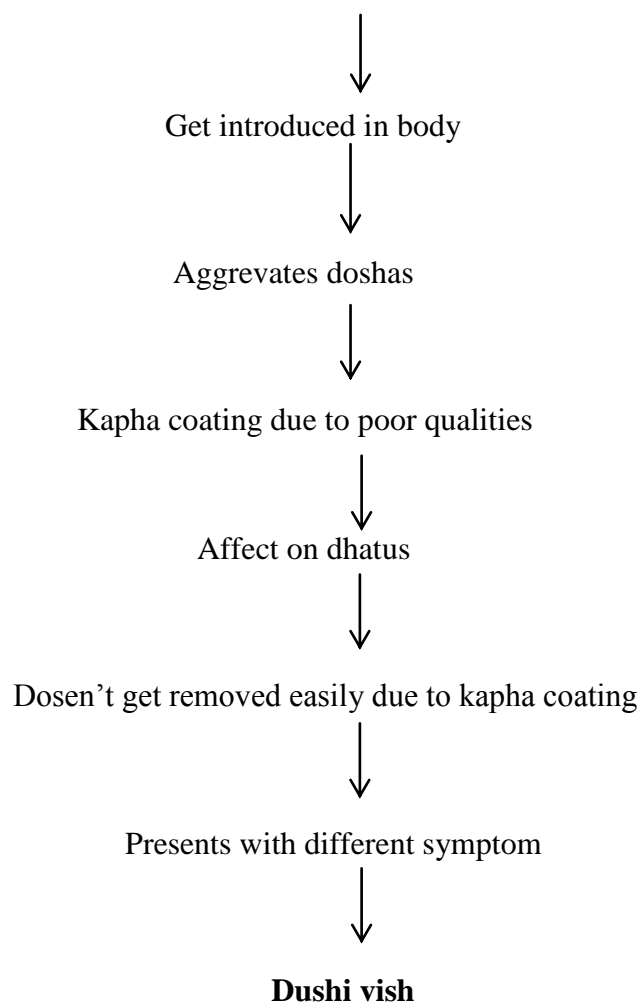 Get introduced in body
Aggrevates doshas
Kapha coating due to poor qualities
Affect on dhatus
Dosen’t get removed easily due to kapha coating
Presents with different symptom
Dushi vish